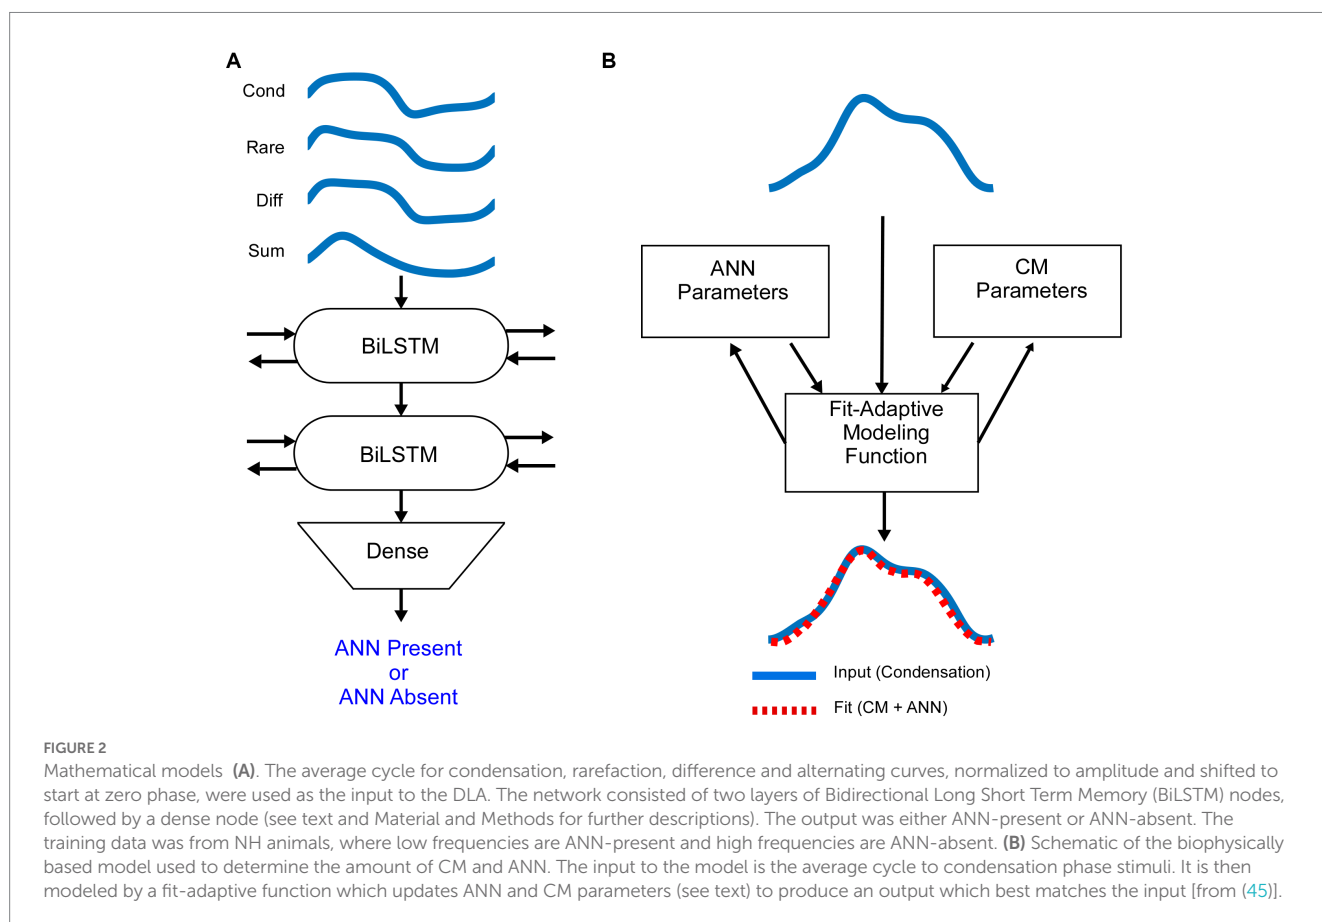 A
Cond
Rare
Diff
Sum
BiLSTM
BiLSTM
Dense
ANN Present
or
ANN Absent
B
ANN
Parameters
CM
Parameters
Fit-Adaptive
Modeling
Function
Input (Condensation)
Fit (CM + ANN)
FIGURE 2
Mathematical models (A). The average cycle for condensation, rarefaction, difference and alternating curves, normalized to amplitude and shifted to
start at zero phase, were used as the input to the DLA. The network consisted of two layers of Bidirectional Long Short Term Memory (BiLSTM) nodes,
followed by a dense node (see text and Material and Methods for further descriptions). The output was either ANN-present or ANN-absent. The
training data was from NH animals, where low frequencies are ANN-present and high frequencies are ANN-absent. (B) Schematic of the biophysically
based model used to determine the amount of CM and ANN. The input to the model is the average cycle to condensation phase stimuli. It is then
modeled by a fit-adaptive function which updates ANN and CM parameters (see text) to produce an output which best matches the input [from (45)].